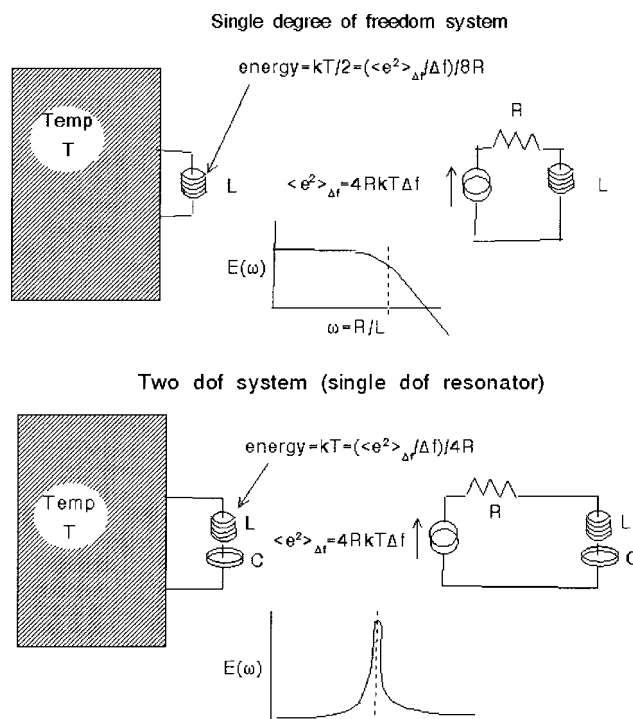 Single degree of freedom system
energy=kT/2=(<e²>Δf/Δf)/8R
Temp
T
L
<e²>Δf=4RkTΔf
R
L
E(ω)
ω=R/L
Two dof system (single dof resonator)
energy=kT=(<e²>Δf/Δf)/4R
Temp
T
L
C
<e²>Δf=4RkTΔf
R
L
C
E(ω)